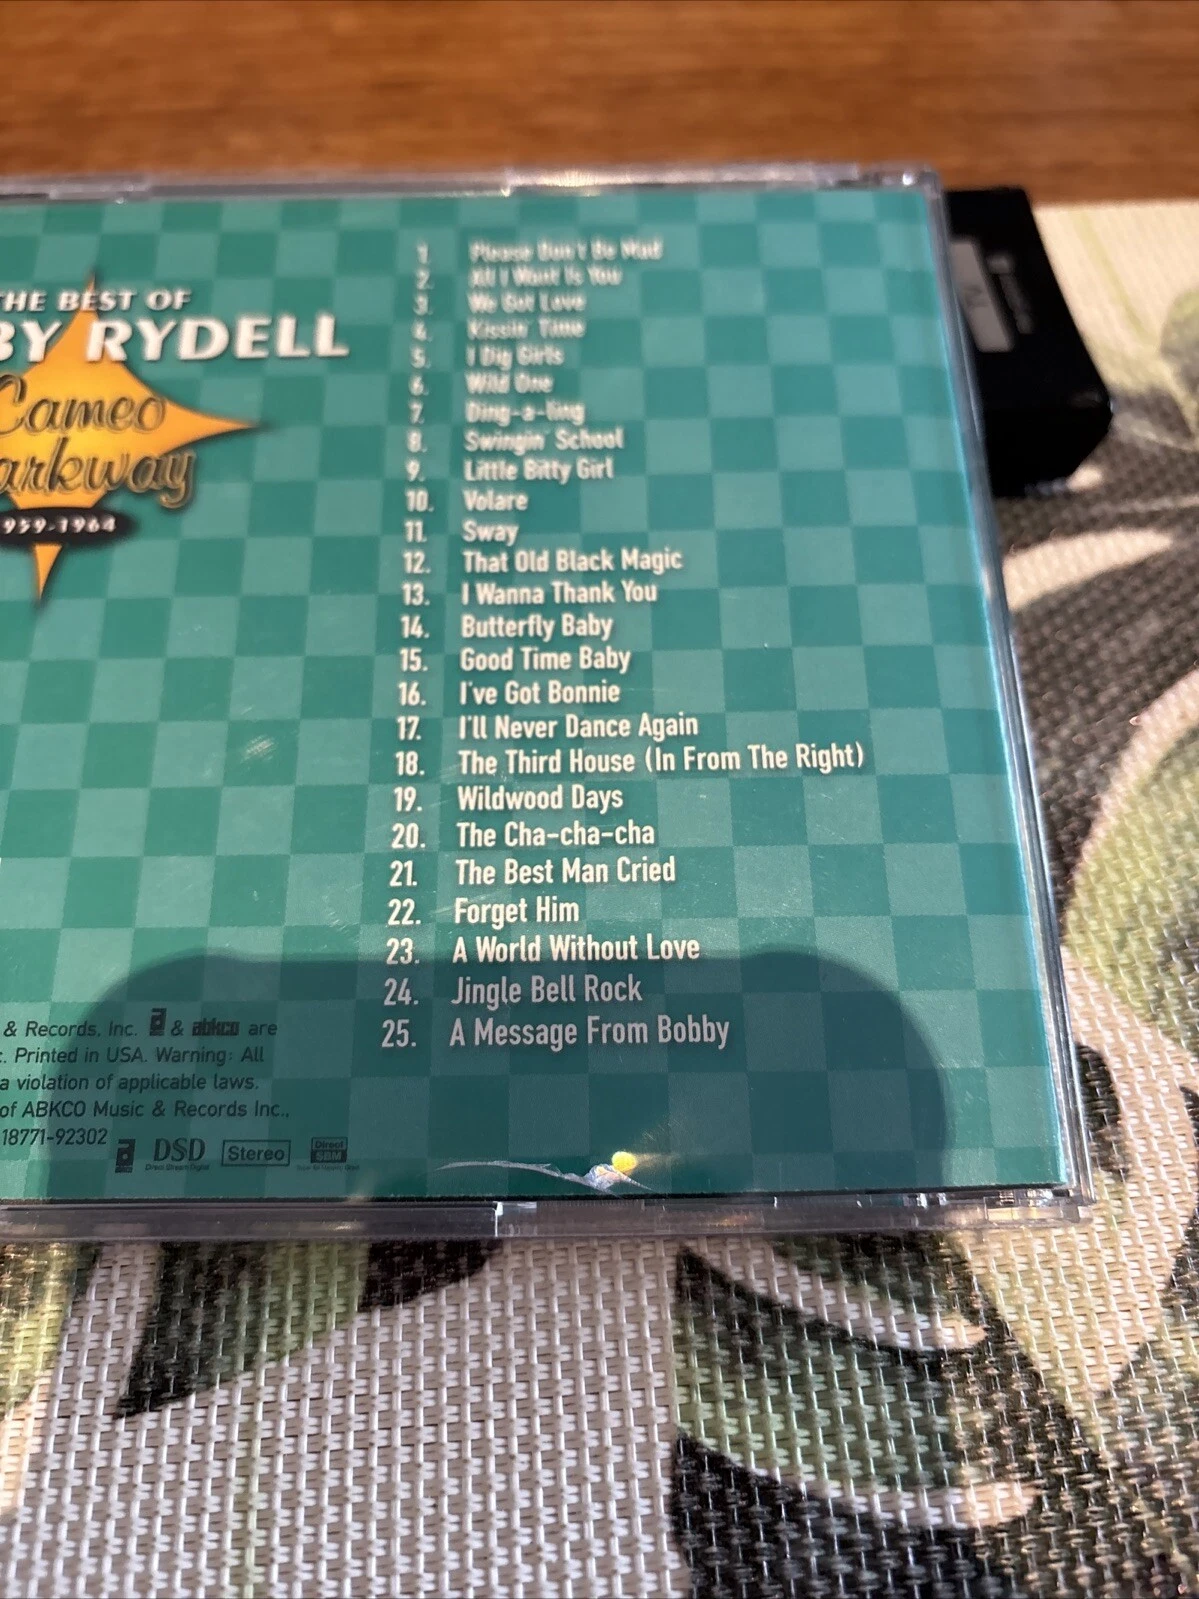 THE BEST OF
BY RYDELL
Cameo
arkway
1959-1964
1. Please Don't Be Mad
2. All I Want Is You
3. We Got Love
4. Kissin' Time
5. I Dig Girls
6. Wild One
7. Ding-a-ling
8. Swingin' School
9. Little Bitty Girl
10. Volare
11. Sway
12. That Old Black Magic
13. I Wanna Thank You
14. Butterfly Baby
15. Good Time Baby
16. I've Got Bonnie
17. I'll Never Dance Again
18. The Third House (In From The Right)
19. Wildwood Days
20. The Cha-cha-cha
21. The Best Man Cried
22. Forget Him
23. A World Without Love
24. Jingle Bell Rock
25. A Message From Bobby
& Records, Inc. a & abkco are
c. Printed in USA. Warning: All
a violation of applicable laws.
of ABKCO Music & Records Inc.,
18771-92302
a DSD Stereo Direct SBM
Direct Stream Digital